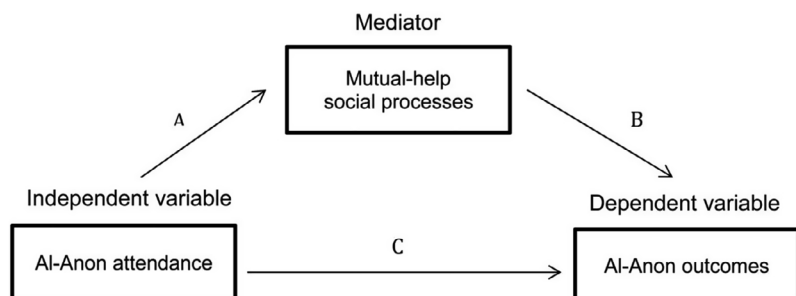 Mediator
Mutual-help
social processes
A
B
Independent variable
Dependent variable
Al-Anon attendance
C
Al-Anon outcomes